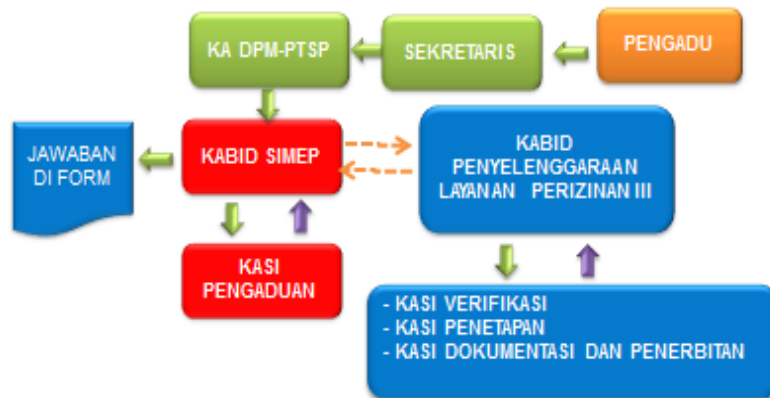 KA DPM-PTSP
SEKRETARIS
PENGADU
JAWABAN
DI FORM
KABID SIMEP
KABID
PENYELENGGARAAN
LAYANAN PERIZINAN III
KASI
PENGADUAN
- KASI VERIFIKASI
- KASI PENETAPAN
- KASI DOKUMENTASI DAN PENERBITAN